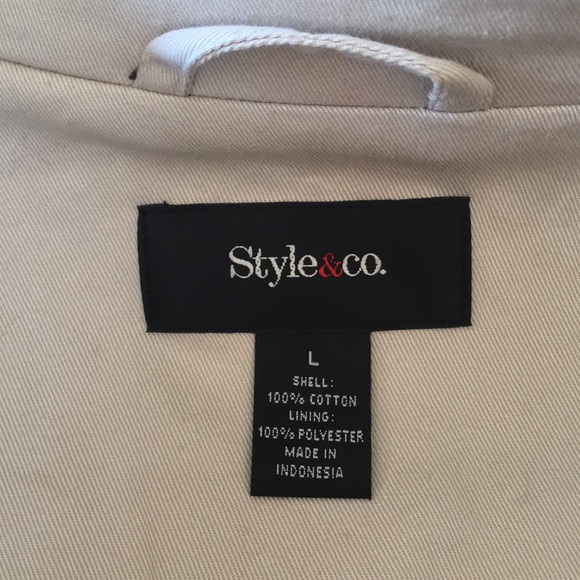 Style&co.
L
SHELL:
100% COTTON
LINING:
100% POLYESTER
MADE IN
INDONESIA